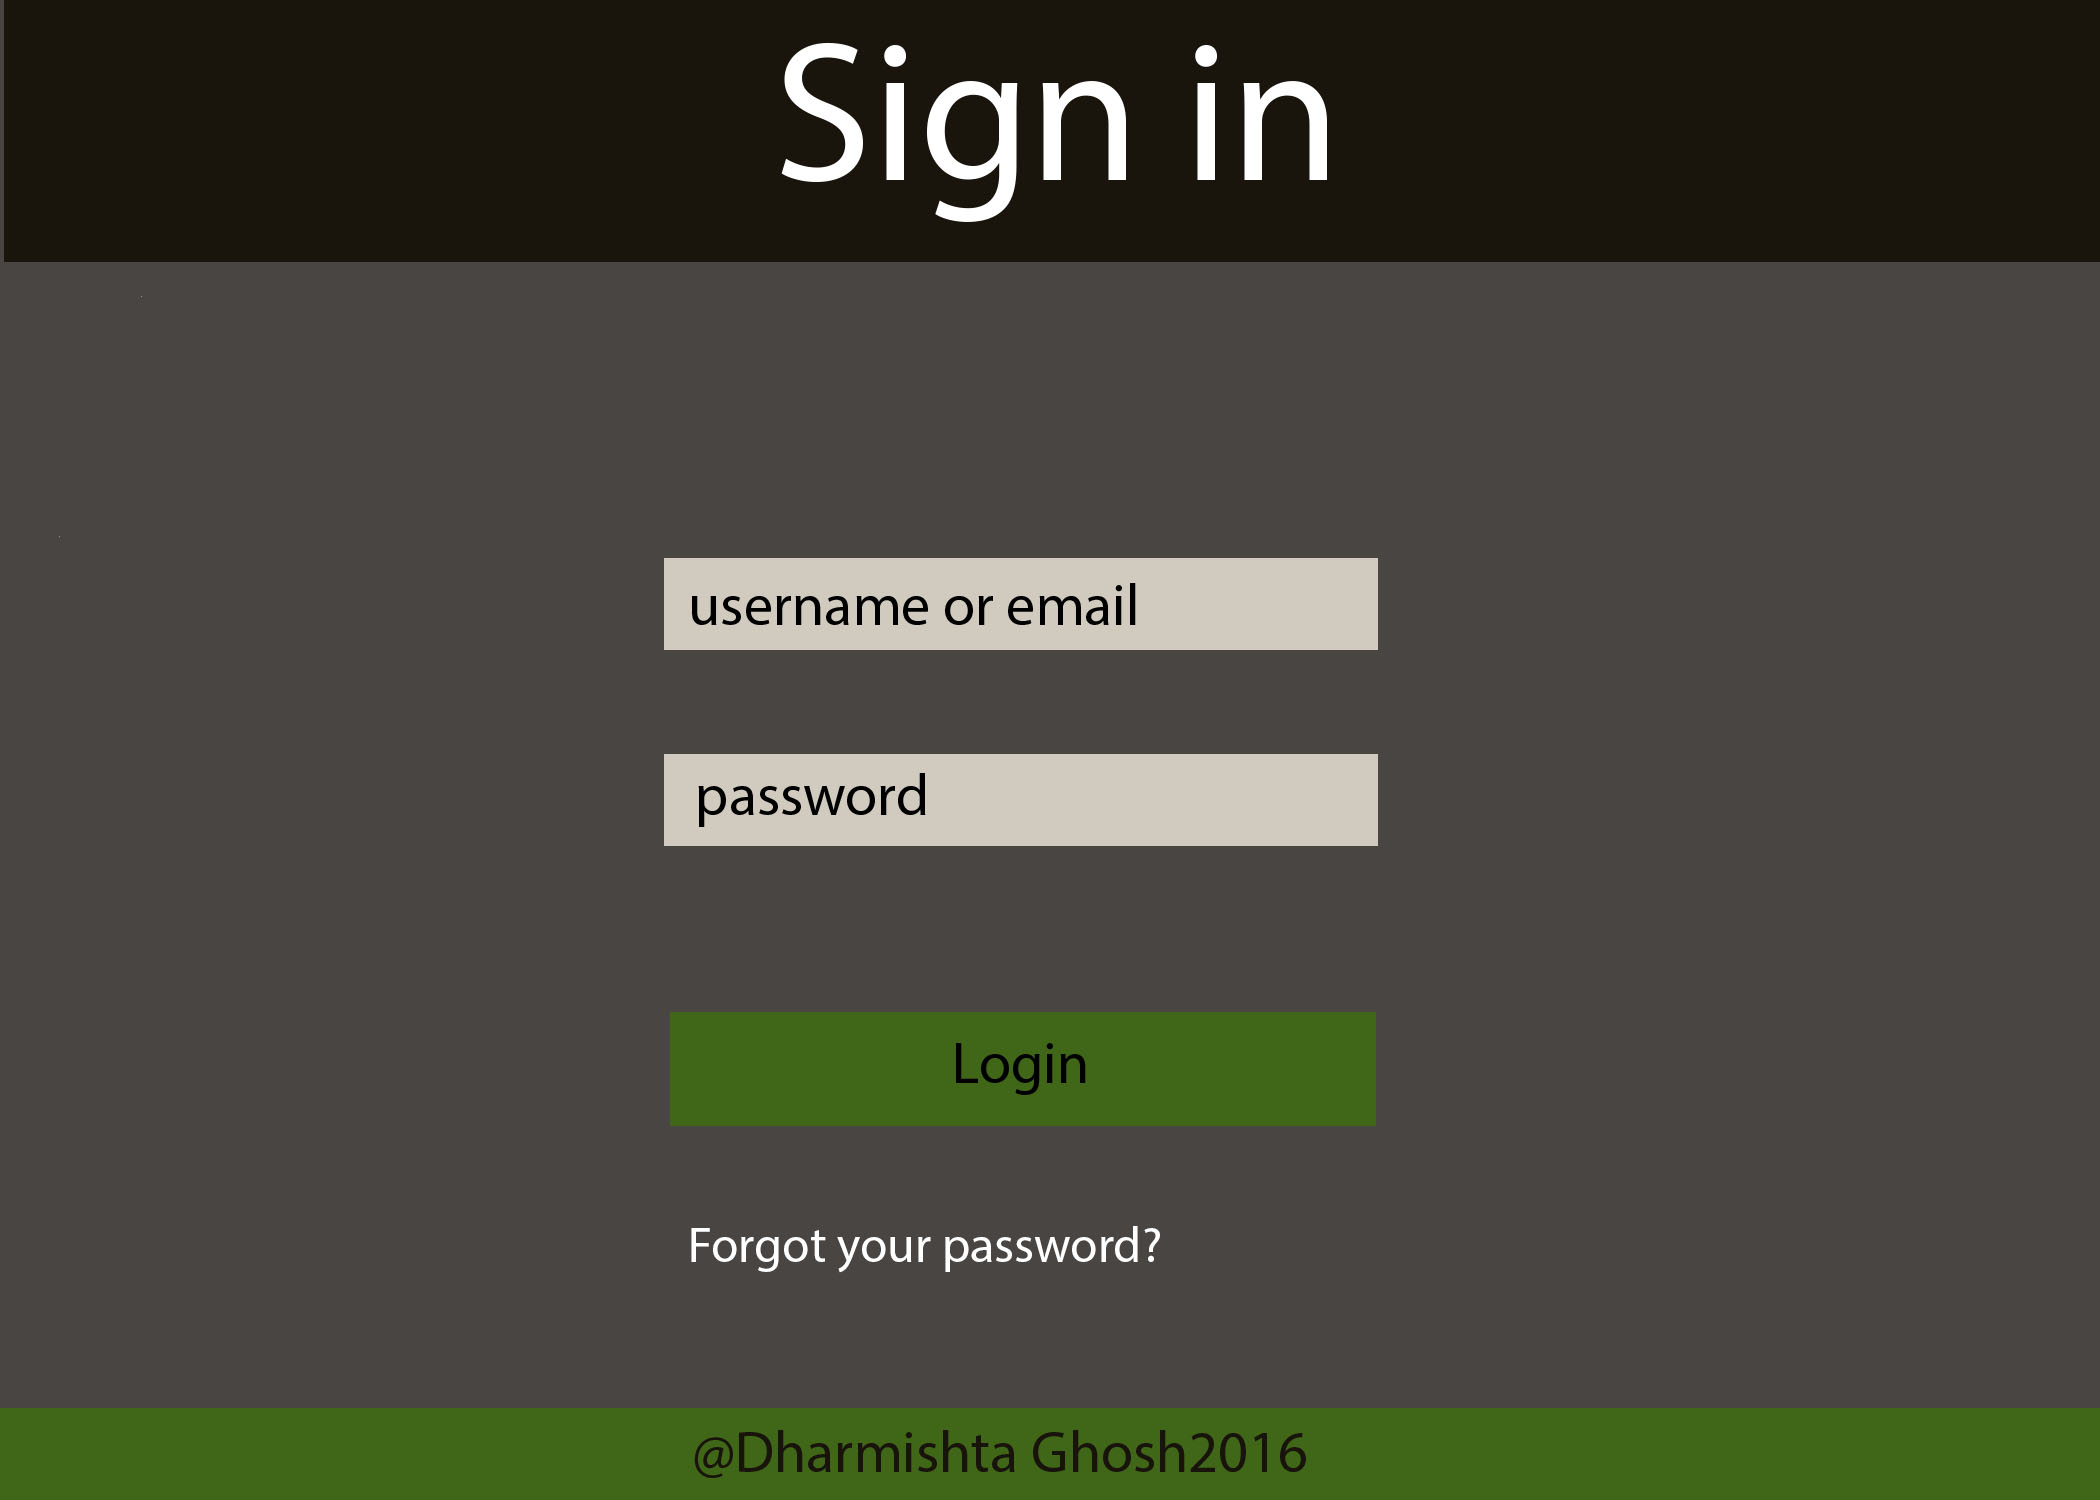 Sign in
username or email
password
Login
Forgot your password?
@Dharmishta Ghosh2016